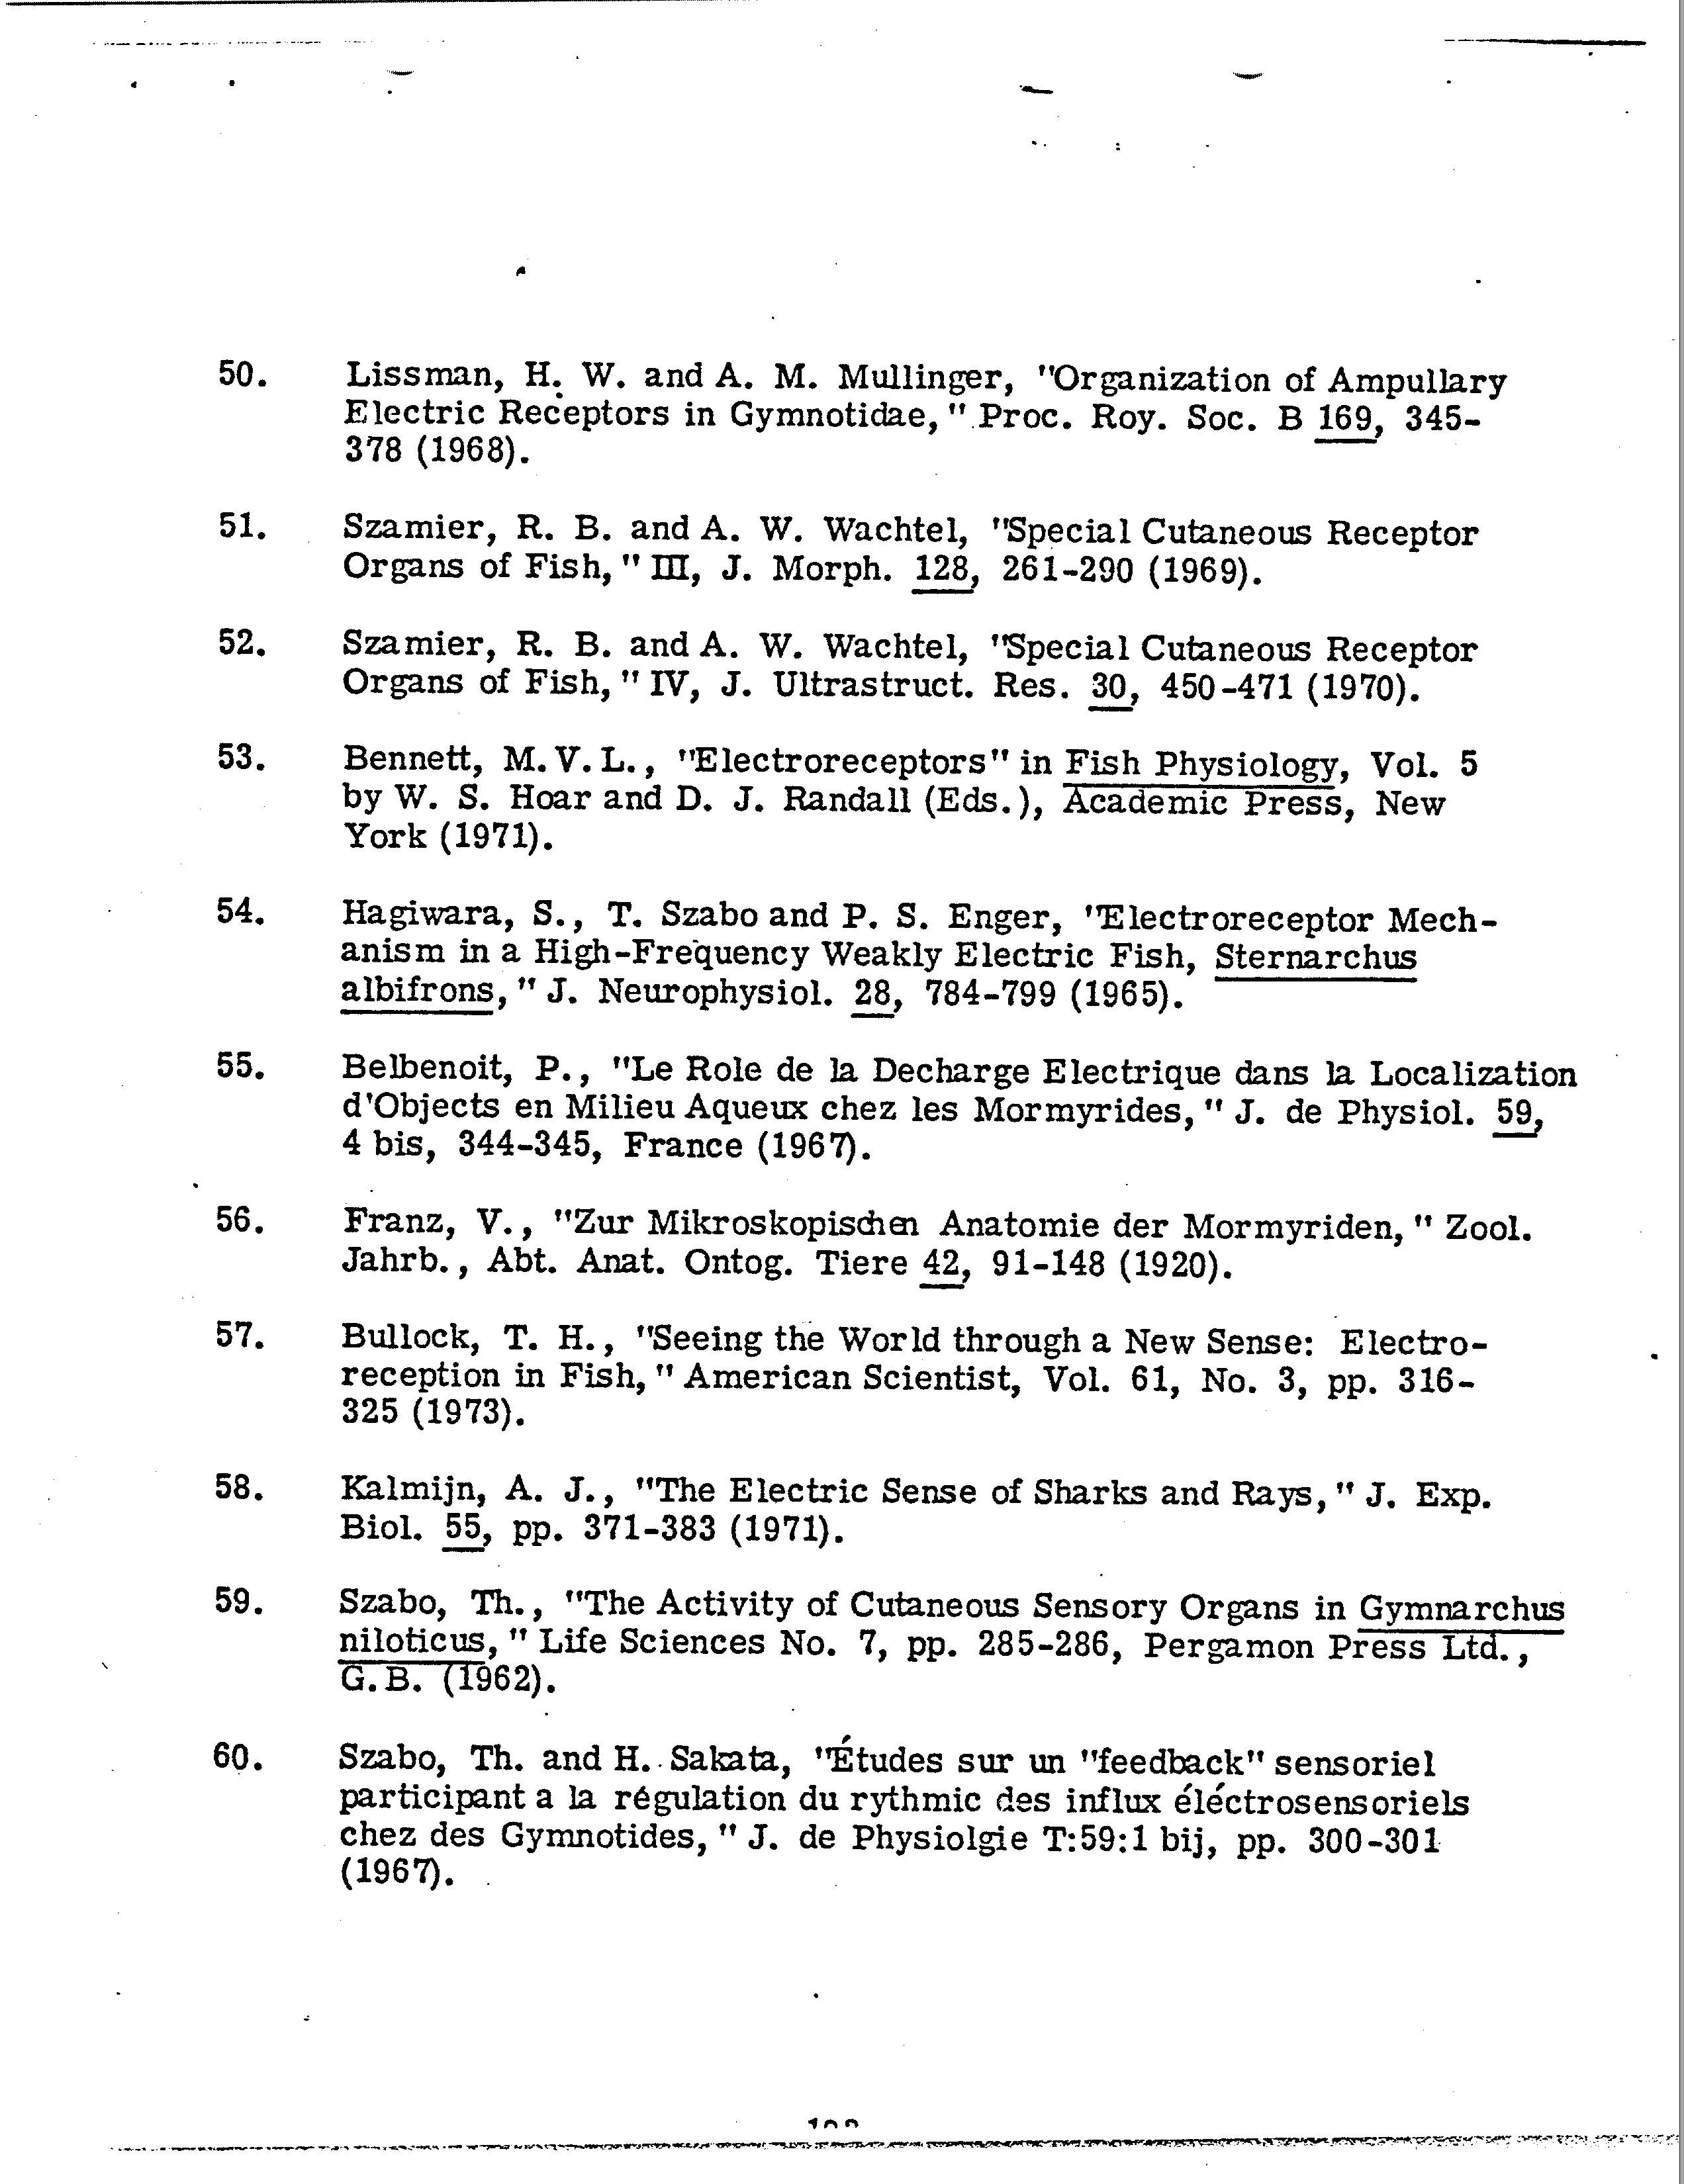 50. Lissman, H. W. and A. M. Mullinger, "Organization of Ampullary
Electric Receptors in Gymnotidae," Proc. Roy. Soc. B 169, 345-
378 (1968).
51. Szamier, R. B. and A. W. Wachtel, "Special Cutaneous Receptor
Organs of Fish," III, J. Morph. 128, 261-290 (1969).
52. Szamier, R. B. and A. W. Wachtel, "Special Cutaneous Receptor
Organs of Fish," IV, J. Ultrastruct. Res. 30, 450-471 (1970).
53. Bennett, M. V. L., "Electroreceptors" in Fish Physiology, Vol. 5
by W. S. Hoar and D. J. Randall (Eds.), Academic Press, New
York (1971).
54. Hagiwara, S., T. Szabo and P. S. Enger, "Electroreceptor Mech-
anism in a High-Frequency Weakly Electric Fish, Sternarchus
albifrons," J. Neurophysiol. 28, 784-799 (1965).
55. Belbenoit, P., "Le Role de la Decharge Electrique dans la Localization
d'Objects en Milieu Aqueux chez les Mormyrides," J. de Physiol. 59,
4 bis, 344-345, France (1967).
56. Franz, V., "Zur Mikroskopischen Anatomie der Mormyriden," Zool.
Jahrb., Abt. Anat. Ontog. Tiere 42, 91-148 (1920).
57. Bullock, T. H., "Seeing the World through a New Sense: Electro-
reception in Fish," American Scientist, Vol. 61, No. 3, pp. 316-
325 (1973).
58. Kalmijn, A. J., "The Electric Sense of Sharks and Rays," J. Exp.
Biol. 55, pp. 371-383 (1971).
59. Szabo, Th., "The Activity of Cutaneous Sensory Organs in Gymnarchus
niloticus," Life Sciences No. 7, pp. 285-286, Pergamon Press Ltd.,
G. B. (1962).
60. Szabo, Th. and H. Sakata, "Études sur un "feedback" sensoriel
participant a la régulation du rythmic des influx éléctrosensoriels
chez des Gymnotides," J. de Physiolgie T:59:1 bij, pp. 300-301
(1967).